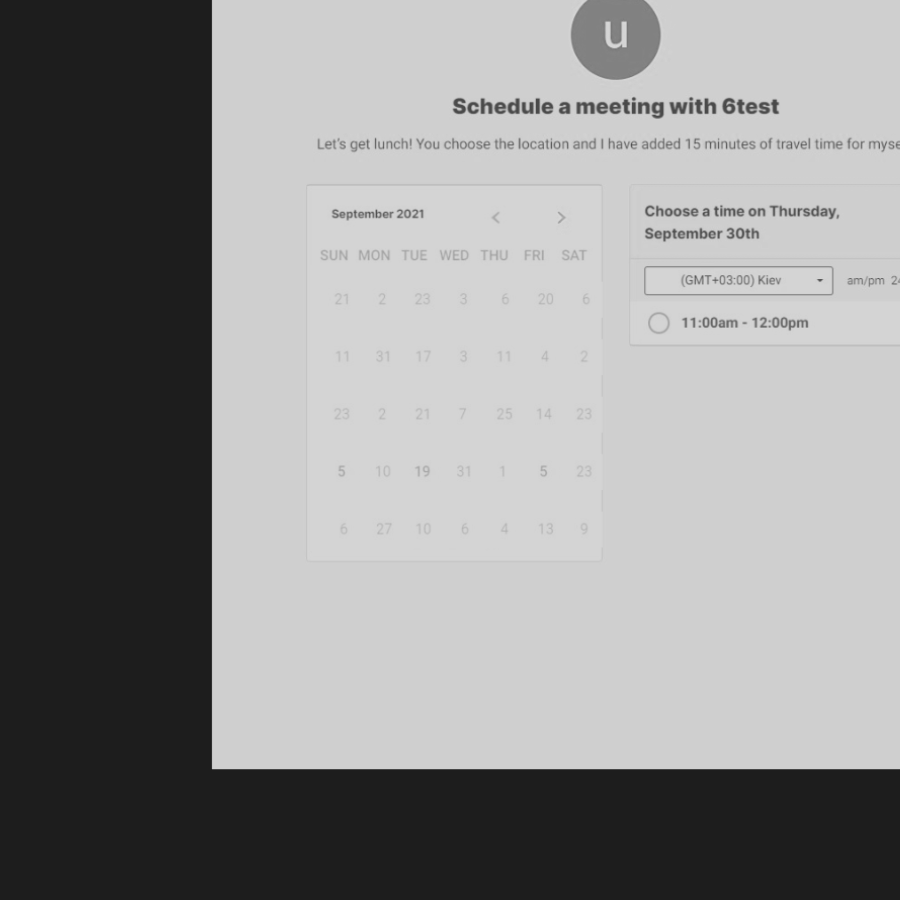 u
Schedule a meeting with 6test
Let's get lunch! You choose the location and I have added 15 minutes of travel time for myse
September 2021 < >
SUN MON TUE WED THU FRI SAT
21 2 23 3 6 20 6
11 31 17 3 11 4 2
23 2 21 7 25 14 23
5 10 19 31 1 5 23
6 27 10 6 4 13 9
Choose a time on Thursday,
September 30th
(GMT+03:00) Kiev am/pm 24
11:00am - 12:00pm